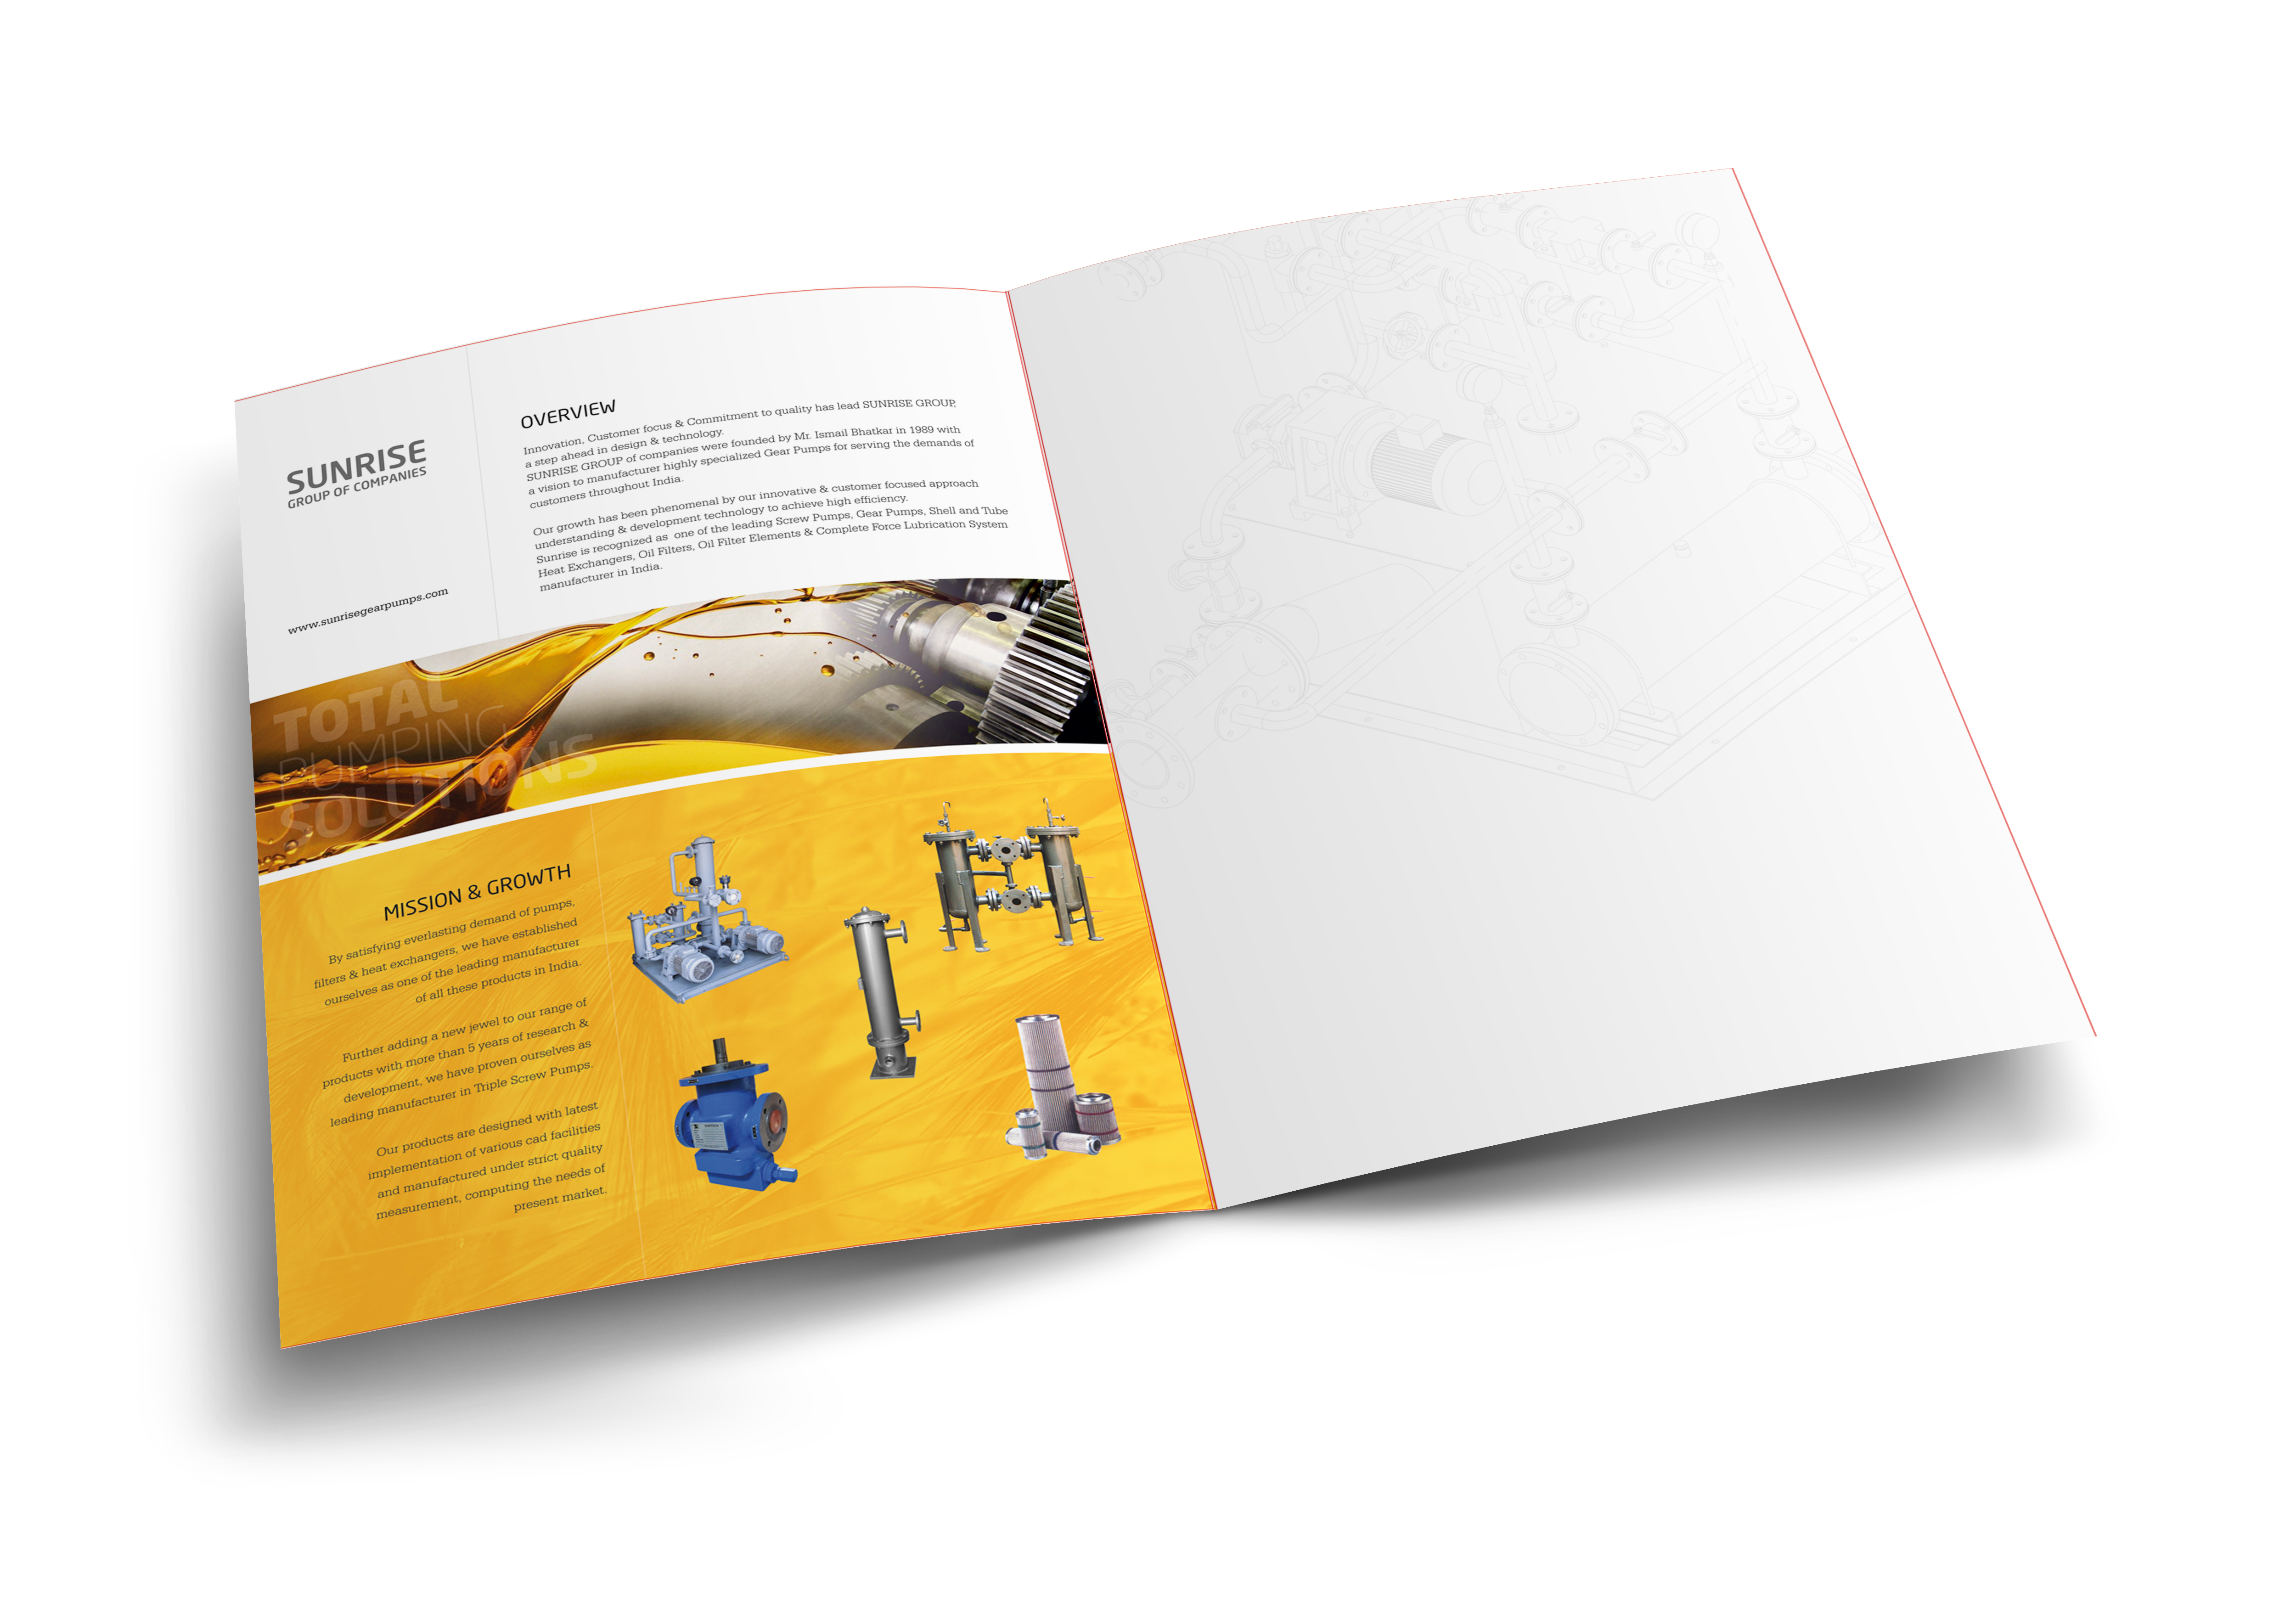 SUNRISE
GROUP OF COMPANIES
www.sunrisegearpumps.com
OVERVIEW
Innovation, Customer focus & Commitment to quality has lead SUNRISE GROUP,
a step ahead in design & technology.
SUNRISE GROUP of companies were founded by Mr. Ismail Bhatkar in 1989 with
a vision to manufacturer highly specialized Gear Pumps for serving the demands of
customers throughout India.
Our growth has been phenomenal by our innovative & customer focused approach
understanding & development technology to achieve high efficiency.
Sunrise is recognized as one of the leading Screw Pumps, Gear Pumps, Shell and Tube
Heat Exchangers, Oil Filters, Oil Filter Elements & Complete Force Lubrication System
manufacturer in India.
TOTAL
PUMPING
SOLUTIONS
MISSION & GROWTH
By satisfying everlasting demand of pumps,
filters & heat exchangers, we have established
ourselves as one of the leading manufacturer
of all these products in India.
Further adding a new jewel to our range of
products with more than 5 years of research &
development, we have proven ourselves as
leading manufacturer in Triple Screw Pumps.
Our products are designed with latest
implementation of various cad facilities
and manufactured under strict quality
measurement, computing the needs of
present market.